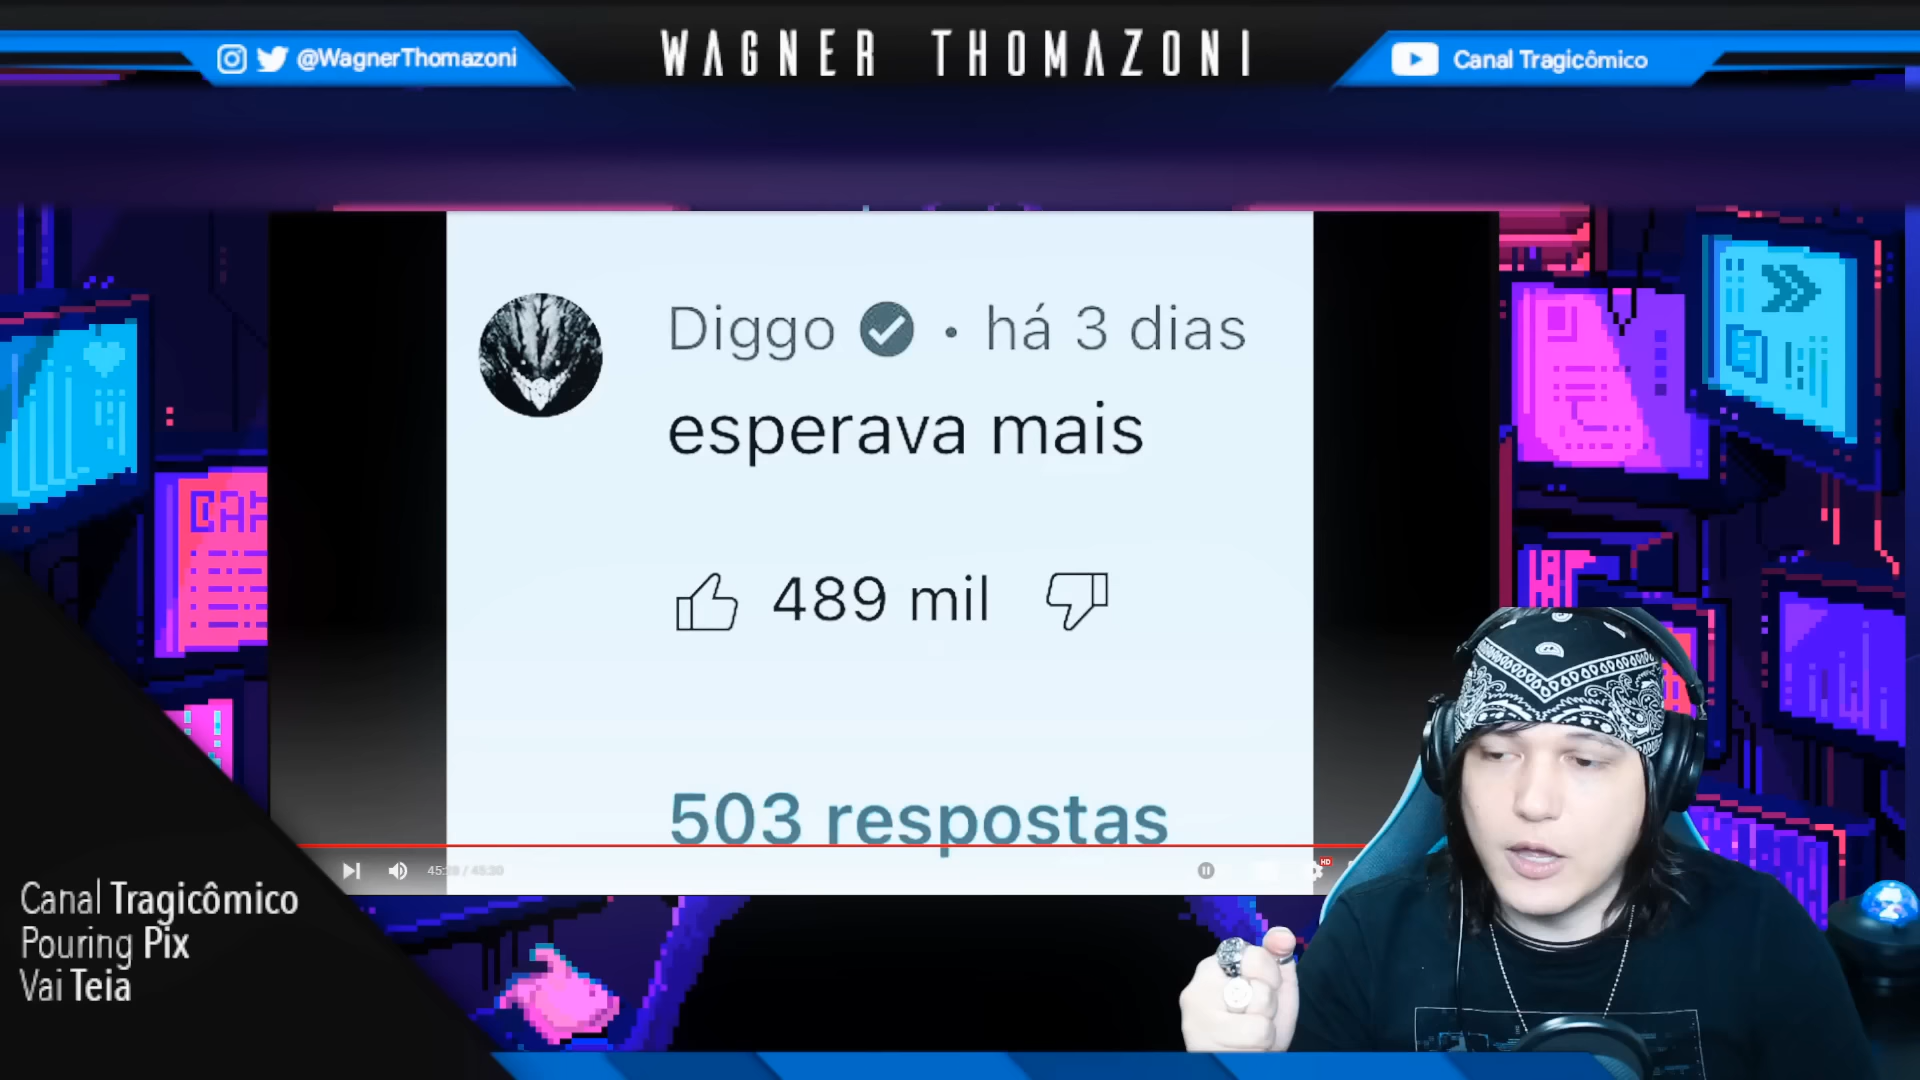 @WagnerThomazoni
WAGNER THOMAZONI
Canal Tragicômico
Diggo • há 3 dias
esperava mais
489 mil
503 respostas
HD
Canal Tragicômico
Pouring Pix
Vai Teia